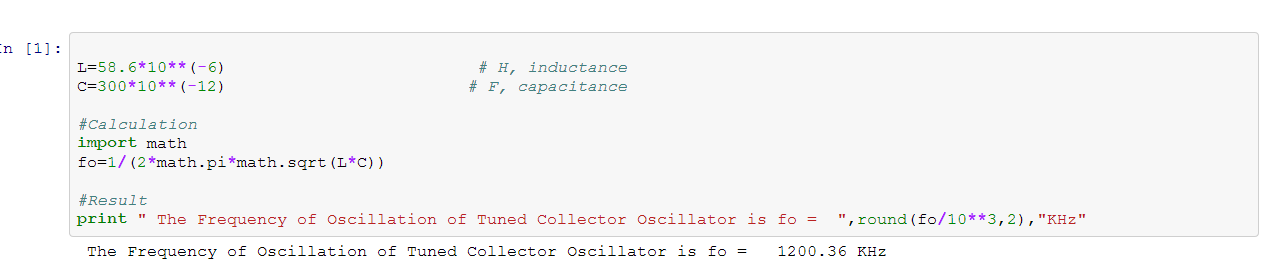 n [1]:
L=58.6*10**(-6)                          # H, inductance
C=300*10**(-12)                         # F, capacitance
#Calculation
import math
fo=1/(2*math.pi*math.sqrt(L*C))
#Result
print " The Frequency of Oscillation of Tuned Collector Oscillator is fo =  ",round(fo/10**3,2),"KHz"
The Frequency of Oscillation of Tuned Collector Oscillator is fo =   1200.36 KHz